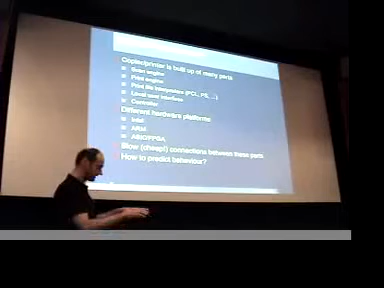 Copier/printer is built up of many parts
Scan engine
Print engine
Print file interpreters (PCL, PS, ...)
Local user interface
Controller
Different hardware platforms
Intel
ARM
ASIC/FPGA
Slow (cheap!) connections between these parts
How to predict behaviour?